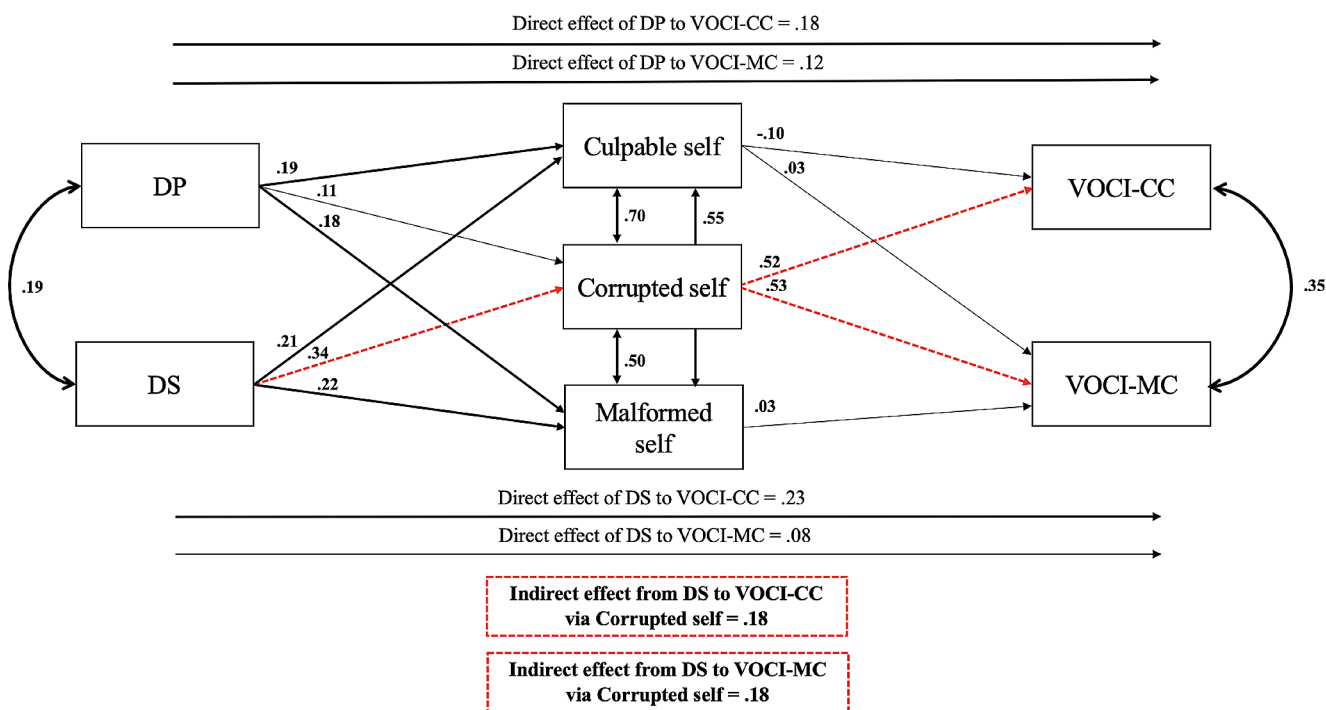 Direct effect of DP to VOCI-CC = .18
Direct effect of DP to VOCI-MC = .12
Culpable self
-.10
.03
DP
.19
.11
.18
VOCI-CC
.70
.55
.19
Corrupted self
.52
.53
.35
.21
.34
.22
DS
.50
VOCI-MC
Malformed
self
.03
Direct effect of DS to VOCI-CC = .23
Direct effect of DS to VOCI-MC = .08
Indirect effect from DS to VOCI-CC
via Corrupted self = .18
Indirect effect from DS to VOCI-MC
via Corrupted self = .18